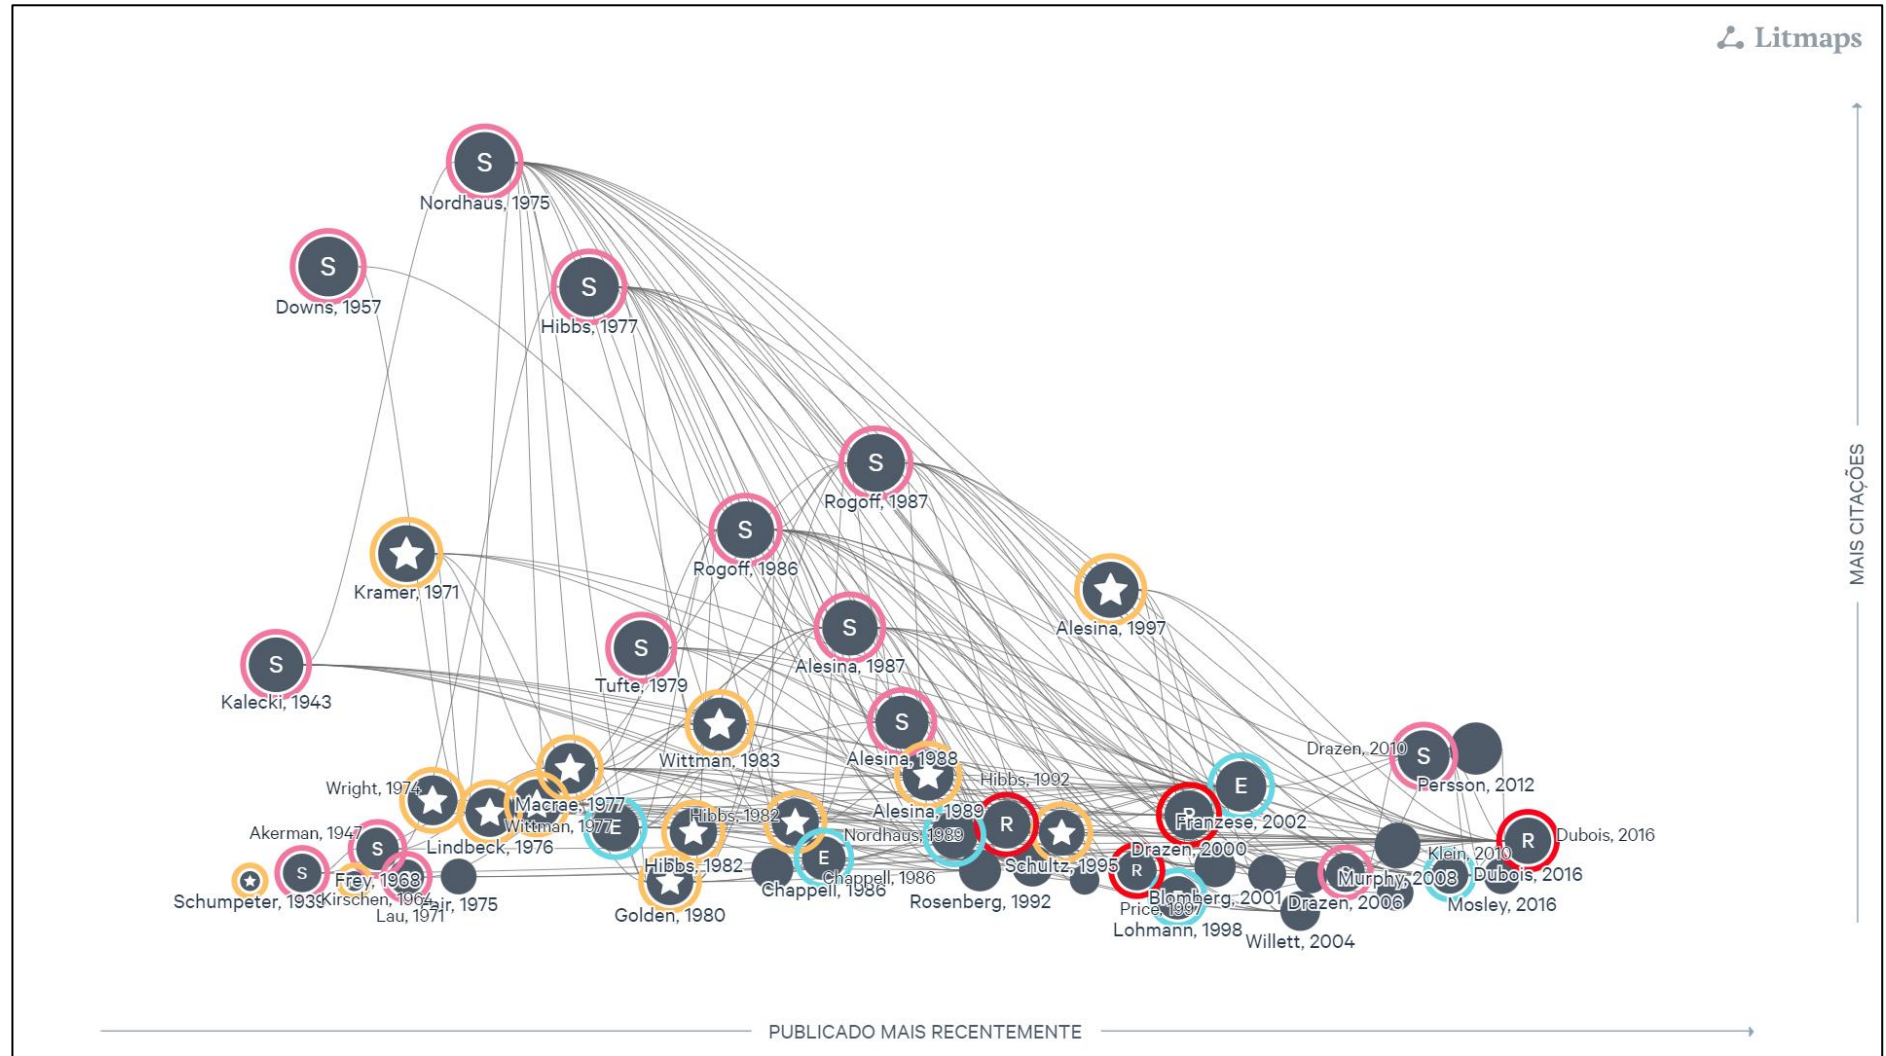 Litmaps
S
Nordhaus, 1975
S
Downs, 1957
S
Hibbs, 1977
S
Rogoff, 1987
S
Rogoff, 1986
Kramer, 1971
Alesina, 1997
S
Alesina, 1987
S
Tufte, 1979
S
Kalecki, 1943
S
Alesina, 1988
Wittman, 1983
S
Drazen, 2010
Persson, 2012
Hibbs, 1992
Alesina, 1989
E
Franzese, 2002
R
Drazen, 2000
Wright, 1974
Macrae, 1977
Wittman, 1977
E
Lindbeck, 1976
Hibbs, 1982
Hibbs, 1982
Nordhaus, 1989
R
Schultz, 1995
R
Dubois, 2016
Akerman, 1947
S
S
Frey, 1968
Schumpeter, 1939
Kirschen, 1964
Lau, 1971
Fair, 1975
Golden, 1980
E
Chappell, 1986
Chappell, 1986
Rosenberg, 1992
R
Price, 1997
Blomberg, 2001
Lohmann, 1998
Willett, 2004
Murphy, 2008
Drazen, 2006
Klein, 2010
Dubois, 2016
Mosley, 2016
MAIS CITAÇÕES
PUBLICADO MAIS RECENTEMENTE